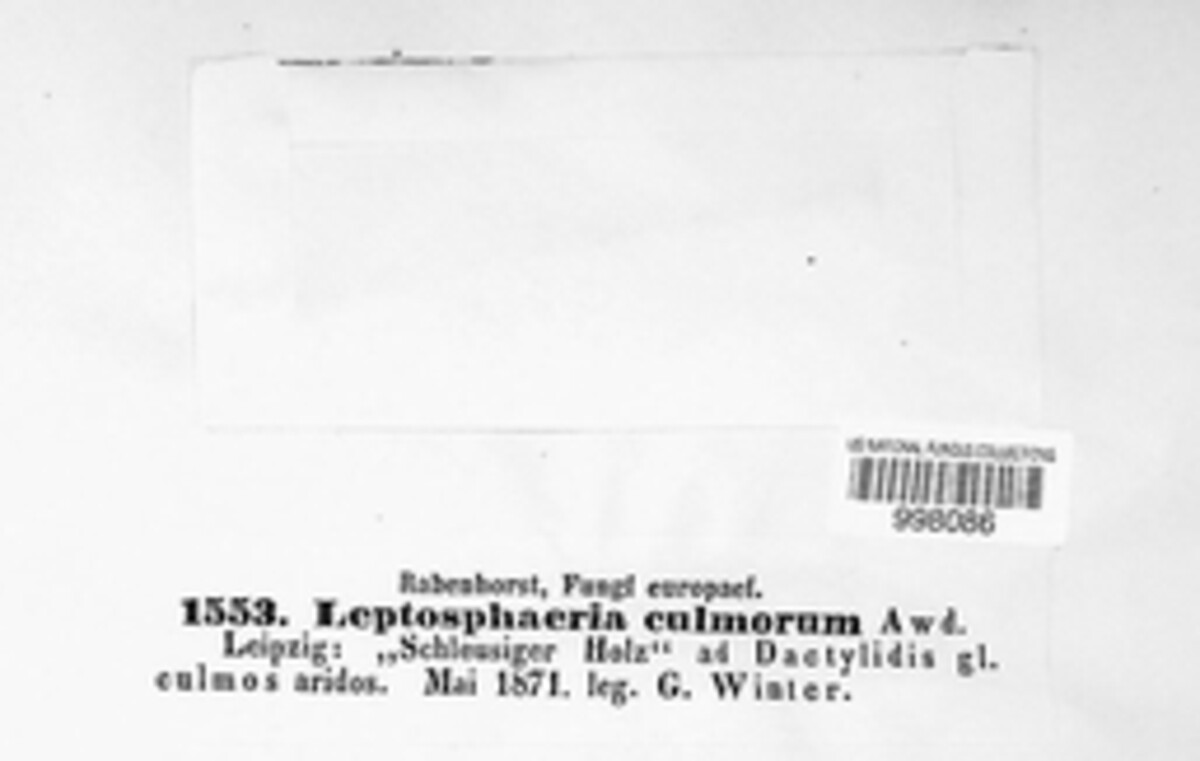 US NATIONAL FUNGUS COLLECTIONS
998086
Rabenhorst, Fungi europaei.
1553. Leptosphaeria culmorum Awd.
Leipzig: „Schleusiger Holz“ ad Dactylidis gl.
culmos aridos. Mai 1871. leg. G. Winter.